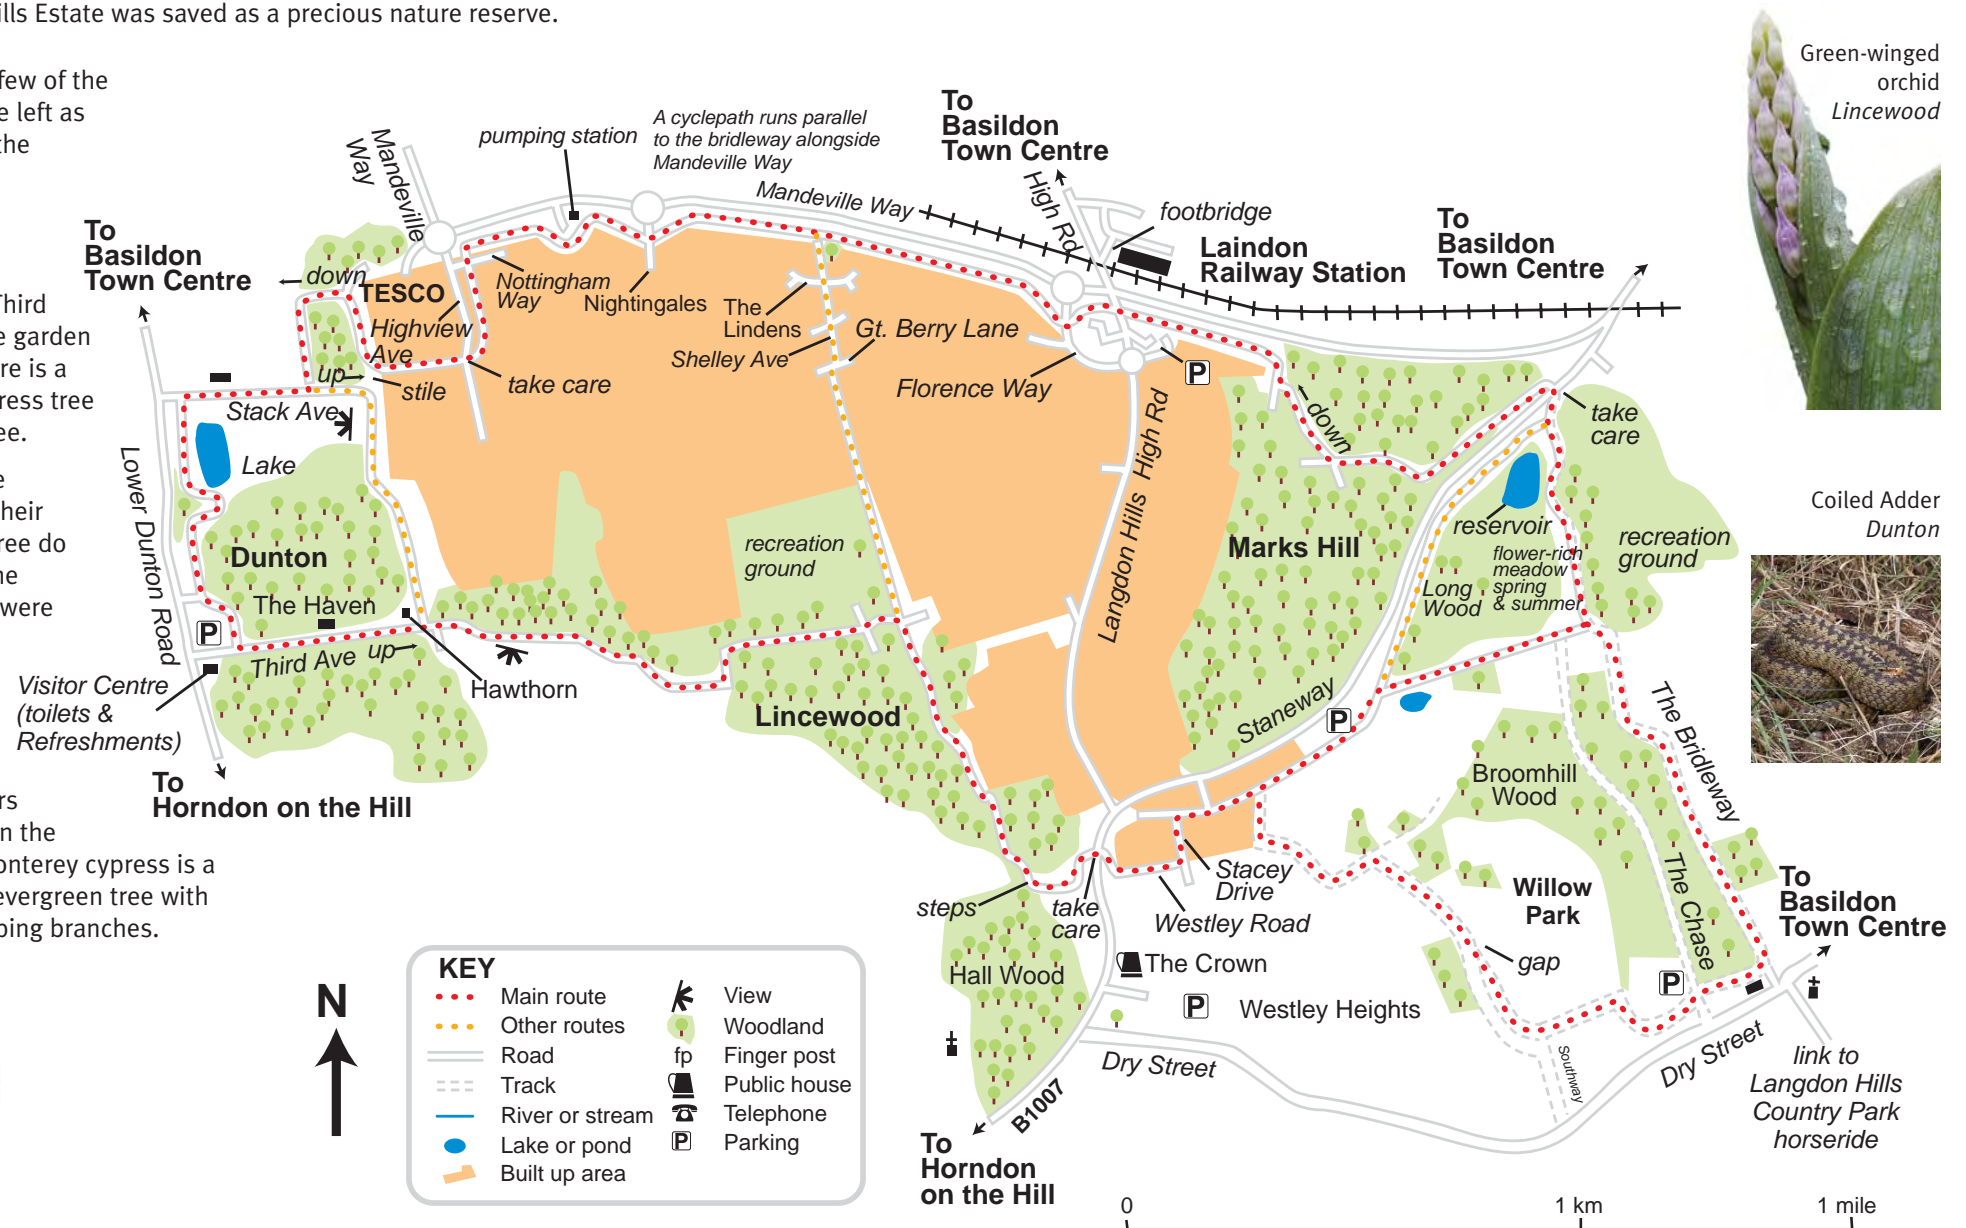 ills Estate was saved as a precious nature reserve.
few of the
e left as
the
Third
e garden
re is a
ress tree
ee.
e
heir
ree do
ne
were
rs
n the
onterey cypress is a
evergreen tree with
ping branches.
Green-winged
orchid
Lincewood
Coiled Adder
Dunton
To
Basildon
Town Centre
Mandeville
Way
pumping station
A cyclepath runs parallel
to the bridleway alongside
Mandeville Way
Mandeville Way
To
Basildon
Town Centre
High Rd
footbridge
Laindon
Railway Station
To
Basildon
Town Centre
down
TESCO
Highview
Ave
Nottingham
Way
Nightingales
The
Lindens
Shelley Ave
Gt. Berry Lane
Florence Way
P
up
stile
take care
Stack Ave
Lake
Lower Dunton Road
Dunton
The Haven
P
Third Ave
up
Hawthorn
Visitor Centre
(toilets &
Refreshments)
To
Horndon on the Hill
recreation
ground
Lincewood
Langdon Hills High Rd
down
Marks Hill
take
care
reservoir
flower-rich
meadow
spring
& summer
Long
Wood
recreation
ground
Staneway
P
The Bridleway
Broomhill
Wood
The Chase
Willow
Park
gap
P
Stacey
Drive
Westley Road
steps
take
care
Hall Wood
The Crown
P
Westley Heights
Dry Street
B1007
To
Horndon
on the Hill
Southway
Dry Street
To
Basildon
Town Centre
link to
Langdon Hills
Country Park
horseride
N
KEY
Main route
Other routes
Road
Track
River or stream
Lake or pond
Built up area
View
Woodland
fp Finger post
Public house
Telephone
P Parking
0 1 km 1 mile